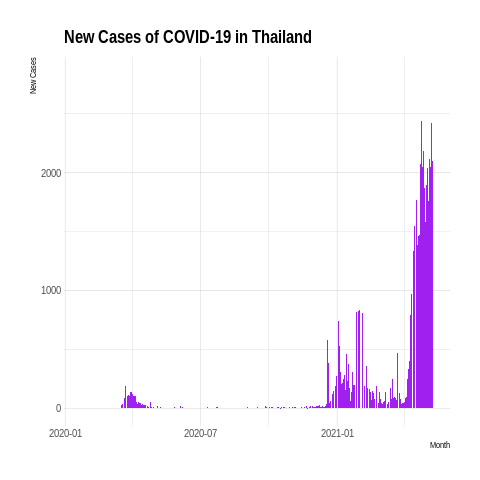 New Cases of COVID-19 in Thailand
New Cases
2000
1000
0
2020-01
2020-07
2021-01
Month